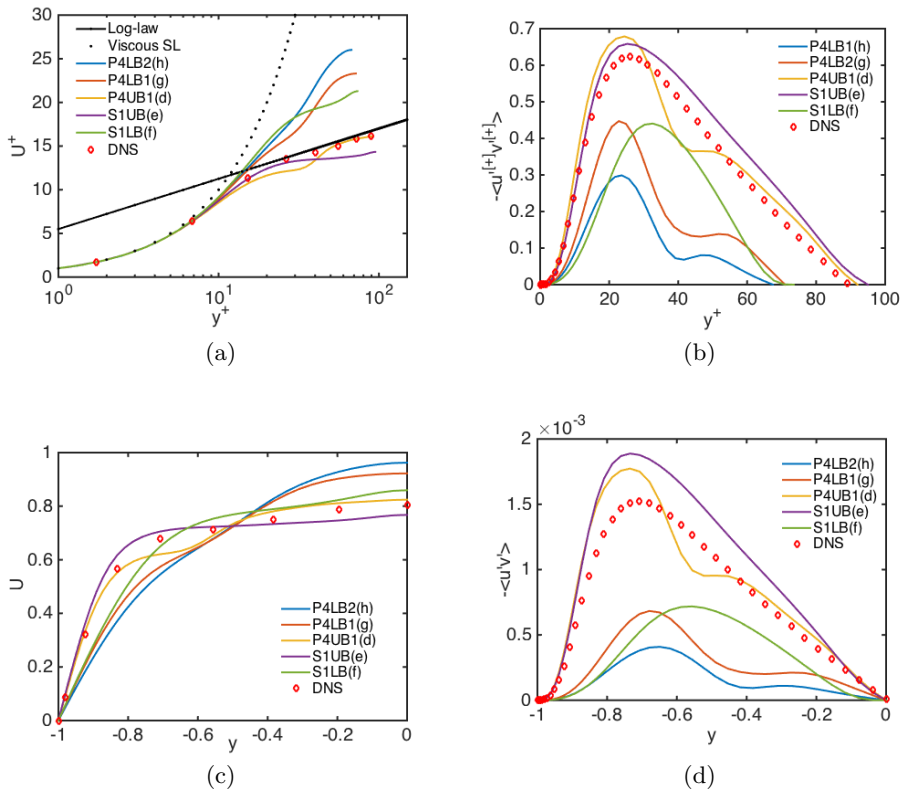 30
25
20
15
10
5
0
U+
Log-law
Viscous SL
P4LB2(h)
P4LB1(g)
P4UB1(d)
S1UB(e)
S1LB(f)
DNS
10^0
10^1
10^2
y+
(a)
0.7
0.6
0.5
0.4
0.3
0.2
0.1
0
-<u'[+]v'[+]>
P4LB1(h)
P4LB2(g)
P4UB1(d)
S1UB(e)
S1LB(f)
DNS
0 20 40 60 80 100
y+
(b)
1
0.8
0.6
0.4
0.2
0
U
P4LB2(h)
P4LB1(g)
P4UB1(d)
S1UB(e)
S1LB(f)
DNS
-1 -0.8 -0.6 -0.4 -0.2 0
y
(c)
×10^-3
2
1.5
1
0.5
0
-<u'v'>
P4LB2(h)
P4LB1(g)
P4UB1(d)
S1UB(e)
S1LB(f)
DNS
-1 -0.8 -0.6 -0.4 -0.2 0
y
(d)